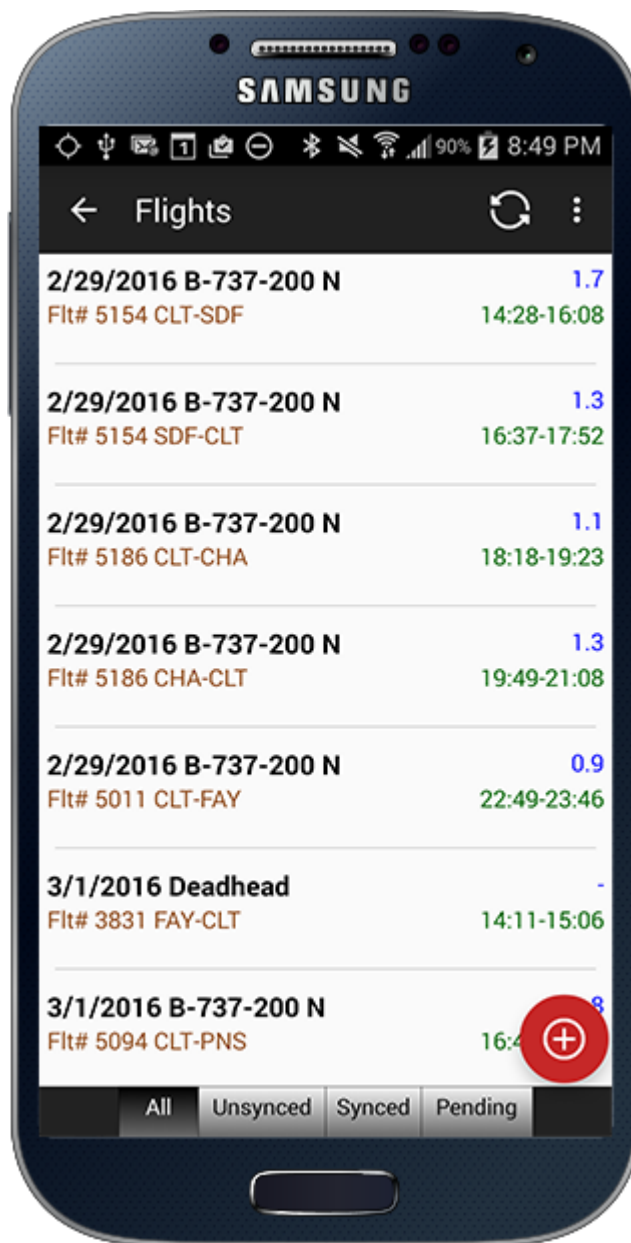 SAMSUNG
1 90% 8:49 PM
Flights
2/29/2016 B-737-200 N 1.7
Flt# 5154 CLT-SDF 14:28-16:08
2/29/2016 B-737-200 N 1.3
Flt# 5154 SDF-CLT 16:37-17:52
2/29/2016 B-737-200 N 1.1
Flt# 5186 CLT-CHA 18:18-19:23
2/29/2016 B-737-200 N 1.3
Flt# 5186 CHA-CLT 19:49-21:08
2/29/2016 B-737-200 N 0.9
Flt# 5011 CLT-FAY 22:49-23:46
3/1/2016 Deadhead -
Flt# 3831 FAY-CLT 14:11-15:06
3/1/2016 B-737-200 N
Flt# 5094 CLT-PNS
All Unsynced Synced Pending